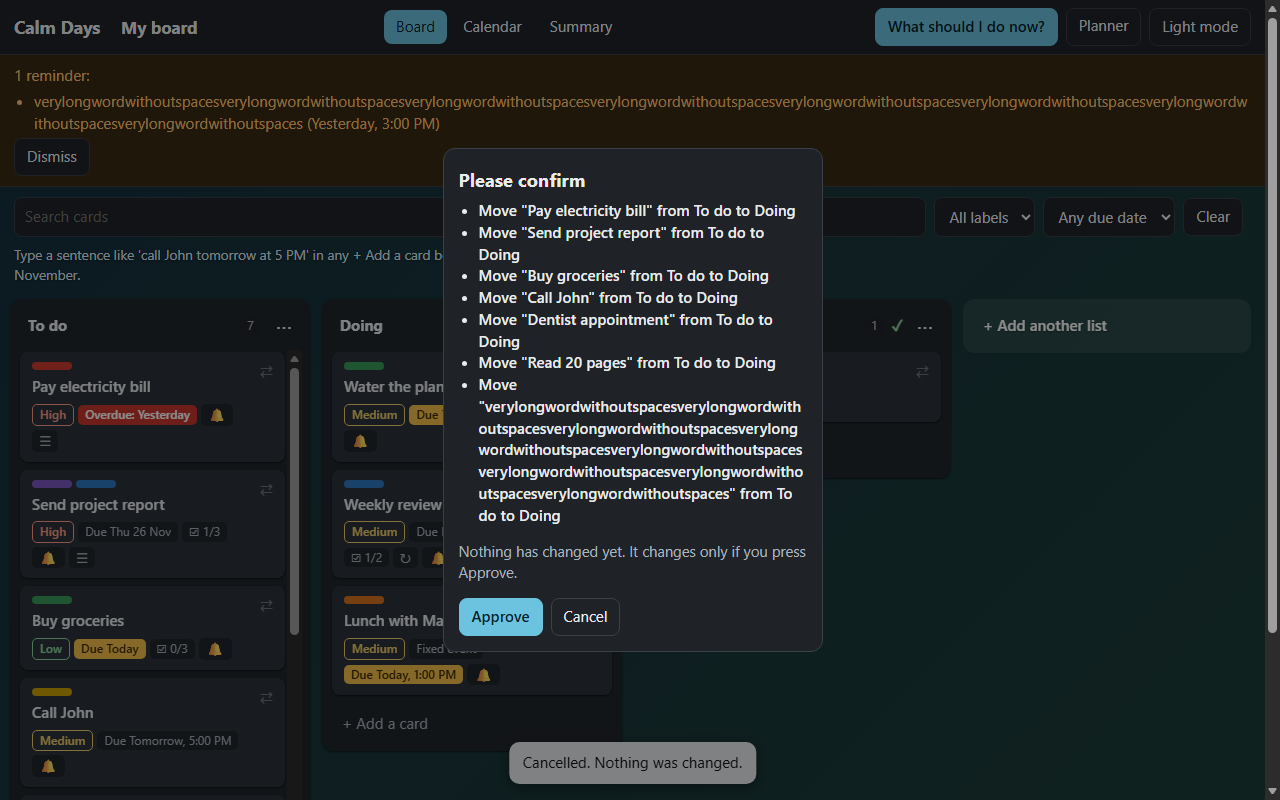 Calm Days My board Board Calendar Summary What should I do now? Planner Light mode
1 reminder:
• verylongwordwithoutspacesverylongwordwithoutspacesverylongwordwithoutspacesverylongwordwithoutspacesverylongwordwithoutspacesverylongwordwithoutspacesverylongwordw
ithoutspacesverylongwordwithoutspaces (Yesterday, 3:00 PM)
Dismiss
Search cards All labels Any due date Clear
Type a sentence like 'call John tomorrow at 5 PM' in any + Add a card
November.
Please confirm
• Move "Pay electricity bill" from To do to Doing
• Move "Send project report" from To do to
Doing
• Move "Buy groceries" from To do to Doing
• Move "Call John" from To do to Doing
• Move "Dentist appointment" from To do to
Doing
• Move "Read 20 pages" from To do to Doing
• Move
"verylongwordwithoutspacesverylongwordwith
outspacesverylongwordwithoutspacesverylong
wordwithoutspacesverylongwordwithoutspaces
verylongwordwithoutspacesverylongwordwitho
utspacesverylongwordwithoutspaces" from To
do to Doing
Nothing has changed yet. It changes only if you press
Approve.
Approve Cancel
To do 7 ...
Pay electricity bill
High Overdue: Yesterday
Send project report
High Due Thu 26 Nov 1/3
Buy groceries
Low Due Today 0/3
Call John
Medium Due Tomorrow, 5:00 PM
Doing
Water the plan
Medium Due
Weekly review
Medium Due
1/2
Lunch with Ma
Medium Fixed
Due Today, 1:00 PM
+ Add a card
1 ✓ ...
+ Add another list
Cancelled. Nothing was changed.